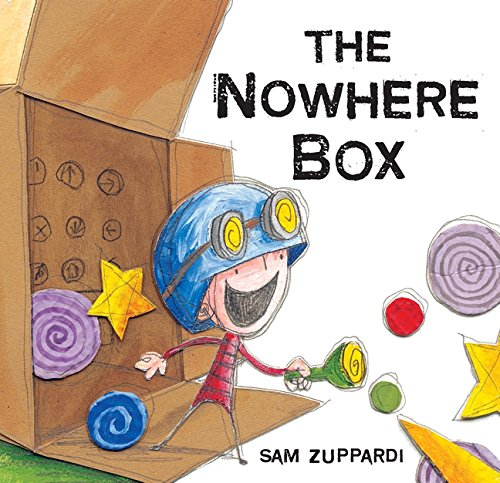 THE
NOWHERE
BOX
SAM ZUPPARDI